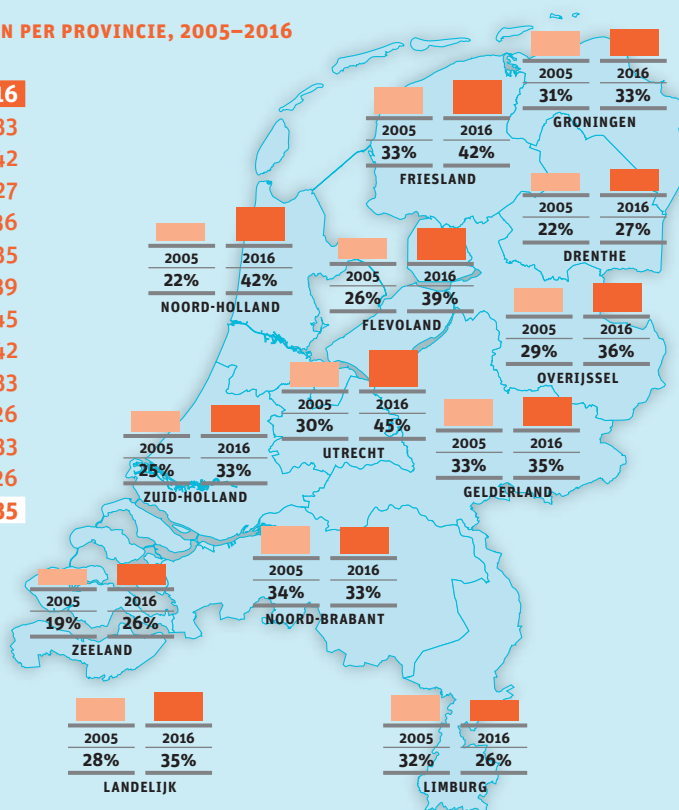 N PER PROVINCIE, 2005–2016
16
33
42
27
36
35
39
45
42
33
26
33
26
35
2005 2016
31% 33%
GRONINGEN
2005 2016
33% 42%
FRIESLAND
2005 2016
22% 27%
DRENTHE
2005 2016
22% 42%
NOORD-HOLLAND
2005 2016
26% 39%
FLEVOLAND
2005 2016
29% 36%
OVERIJSSEL
2005 2016
30% 45%
UTRECHT
2005 2016
33% 35%
GELDERLAND
2005 2016
25% 33%
ZUID-HOLLAND
2005 2016
34% 33%
NOORD-BRABANT
2005 2016
19% 26%
ZEELAND
2005 2016
28% 35%
LANDELIJK
2005 2016
32% 26%
LIMBURG